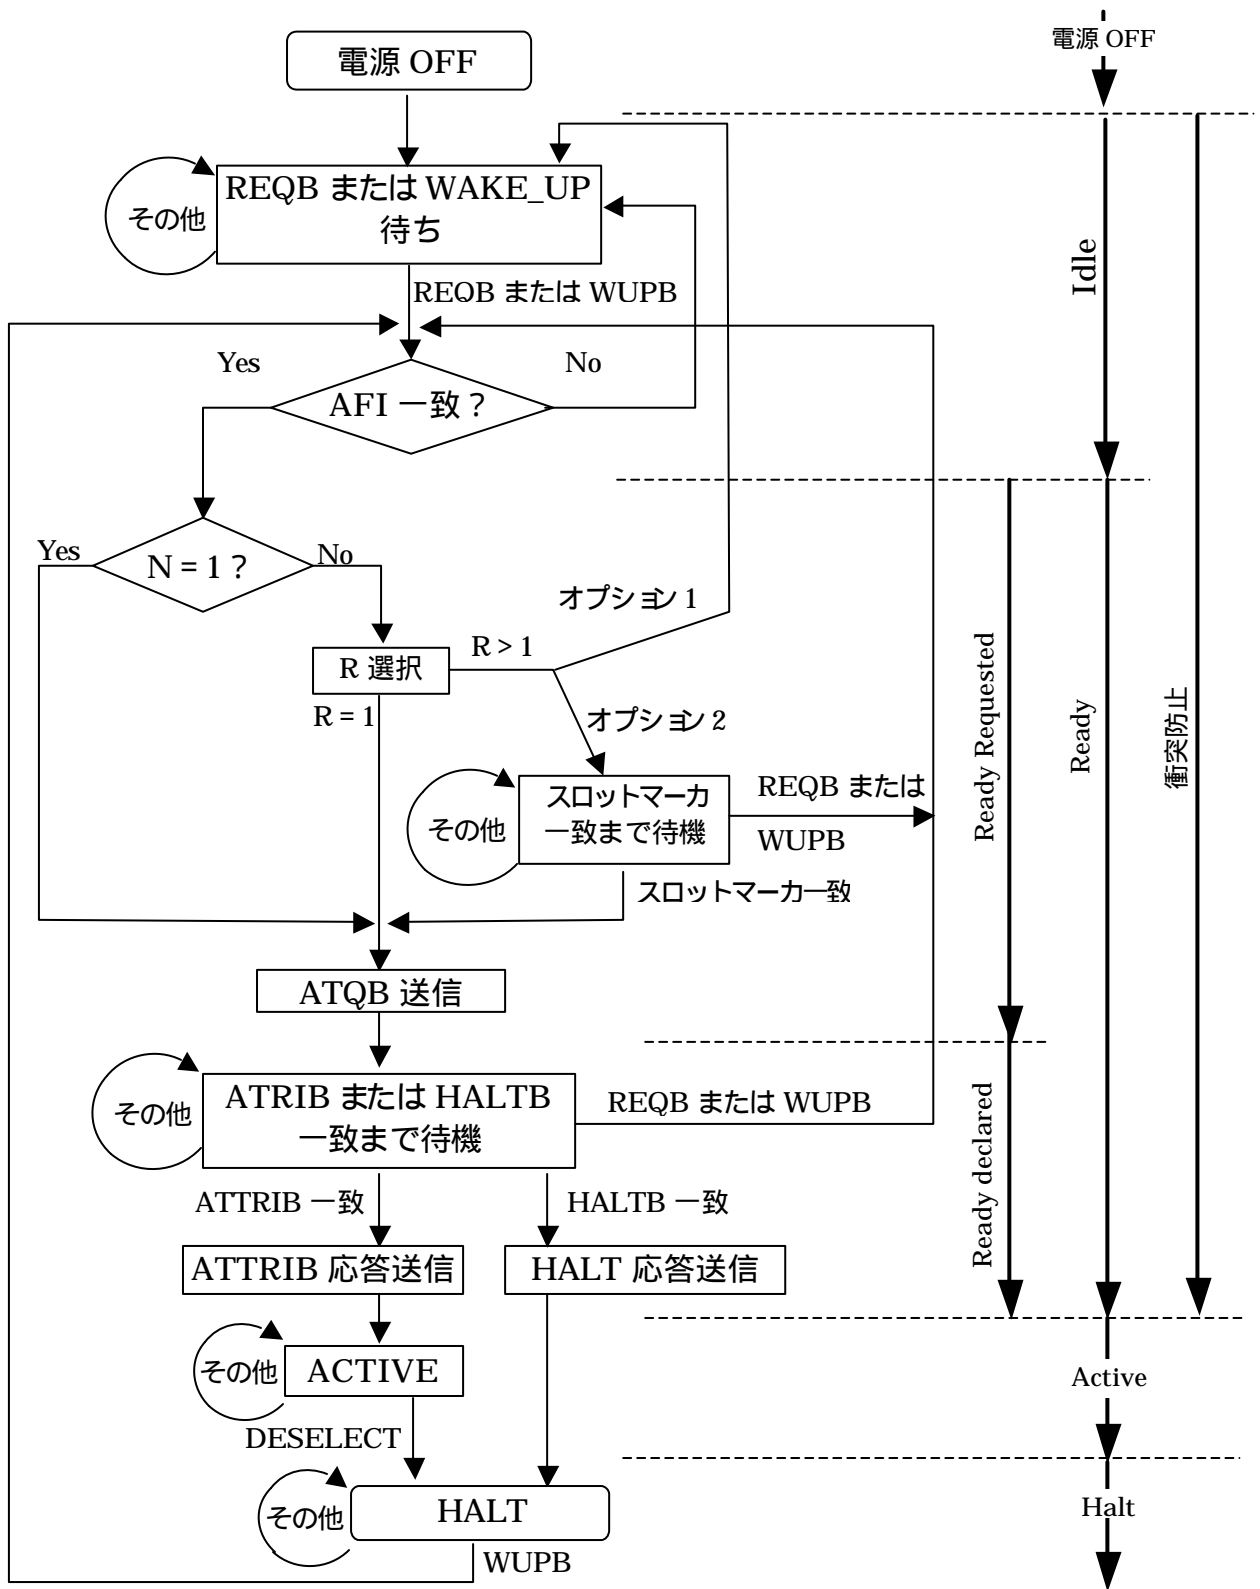 電源 OFF
電源 OFF
REQB または WAKE_UP
待ち
その他
REQB または WUPB
Idle
Yes
No
AFI 一致？
Yes
N = 1？
No
オプション 1
R 選択
R > 1
R = 1
オプション 2
Ready Requested
Ready
衝突防止
スロットマーカ
一致まで待機
その他
REQB または
WUPB
スロットマーカ一致
ATQB 送信
ATRIB または HALTB
一致まで待機
その他
REQB または WUPB
Ready declared
ATTRIB 一致
HALTB 一致
ATTRIB 応答送信
HALT 応答送信
その他
ACTIVE
Active
DESELECT
その他
HALT
Halt
WUPB